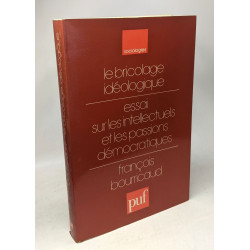 sociologies
le bricolage
idéologique
essai
sur les intellectuels
et les passions
démocratiques
françois
bourricaud
puf